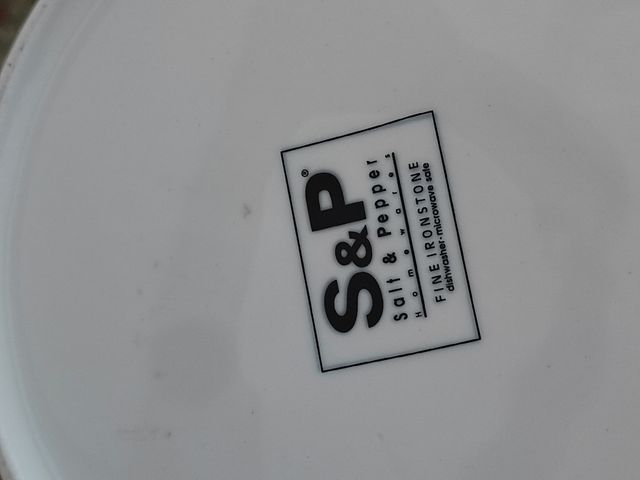 S&P®
Salt & Pepper
Homewares
FINE IRONSTONE
dishwasher-microwave safe